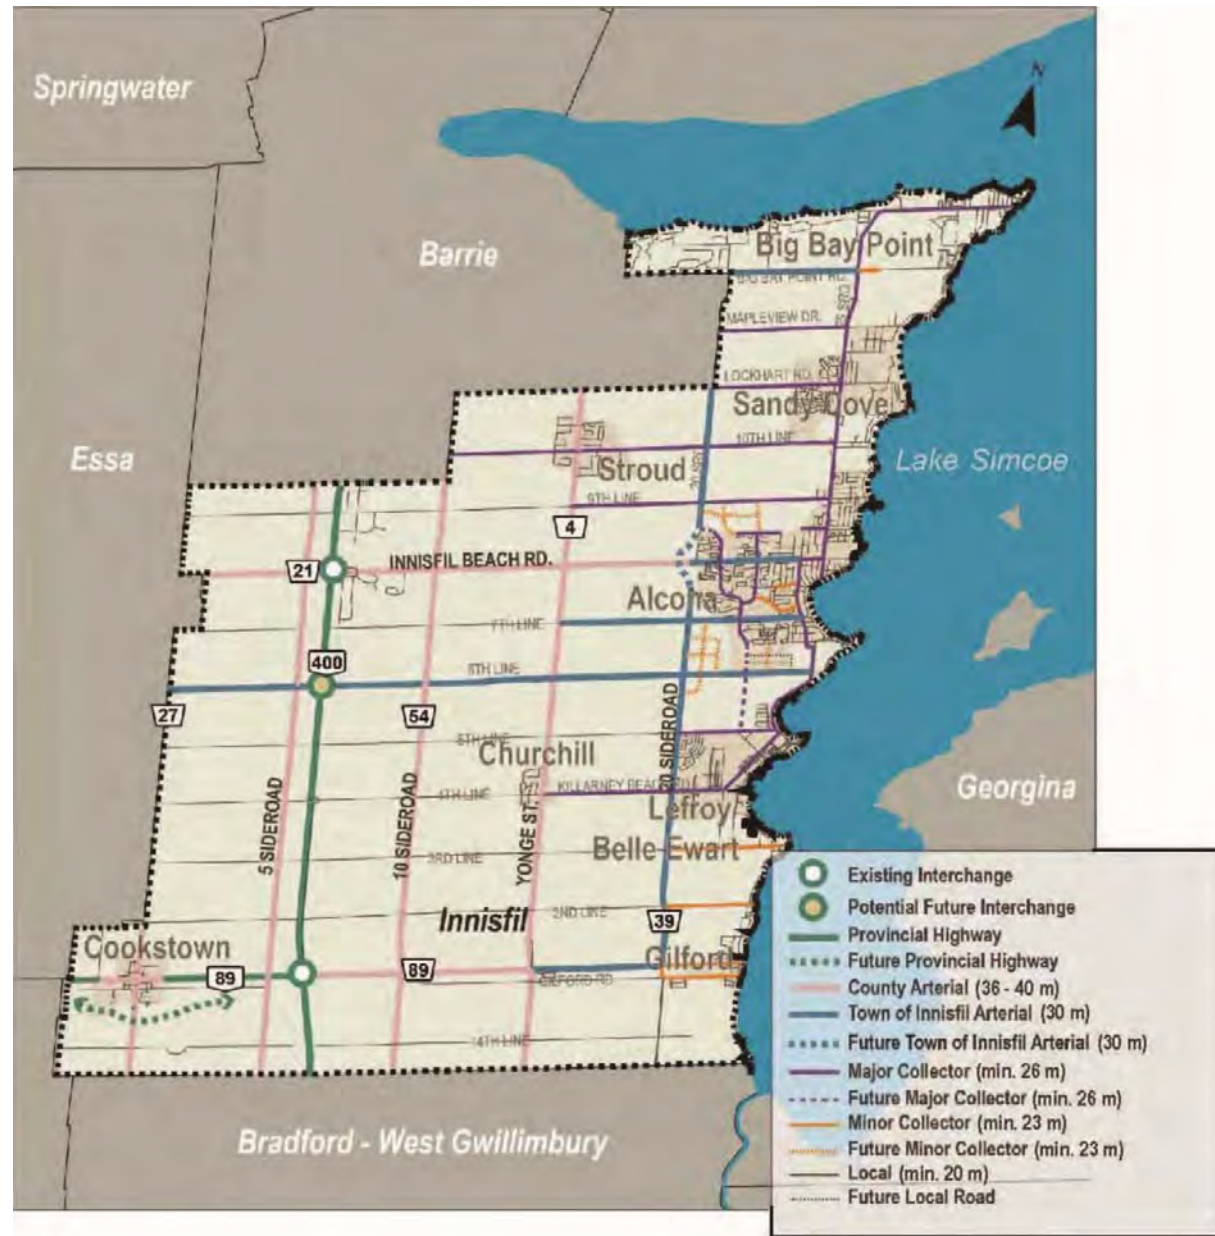 Springwater
N
Big Bay Point
Barrie
BIG BAY POINT RD.
MAPLEVIEW DR.
LOCKHART RD.
Sandy Cove
10TH LINE
Essa
Stroud
Lake Simcoe
9TH LINE
4
INNISFIL BEACH RD.
21
Alcona
7TH LINE
400
6TH LINE
27
54
20 SIDEROAD
5TH LINE
Churchill
Georgina
4TH LINE
KILLARNEY BEACH RD
Leffoy
5 SIDEROAD
10 SIDEROAD
YONGE ST.
Belle Ewart
3RD LINE
Innisfil
2ND LINE
39
Cookstown
Gilford
89
89
GILFORD RD
14TH LINE
Bradford - West Gwillimbury
Existing Interchange
Potential Future Interchange
Provincial Highway
Future Provincial Highway
County Arterial (36 - 40 m)
Town of Innisfil Arterial (30 m)
Future Town of Innisfil Arterial (30 m)
Major Collector (min. 26 m)
Future Major Collector (min. 26 m)
Minor Collector (min. 23 m)
Future Minor Collector (min. 23 m)
Local (min. 20 m)
Future Local Road